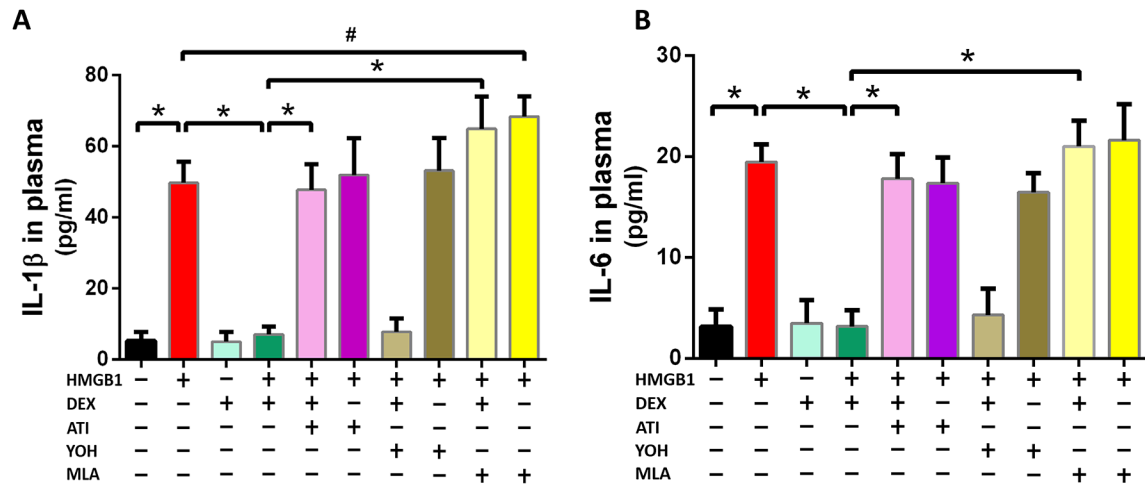 A
#
*
* * *
80
60
40
20
0
IL-1β in plasma
(pg/ml)
HMGB1 − + − + + + + + + +
DEX − − + + + − + − + −
ATI − − − − + + − − − −
YOH − − − − − − + + − −
MLA − − − − − − − − + +
B
*
* * *
30
20
10
0
IL-6 in plasma
(pg/ml)
HMGB1 − + − + + + + + + +
DEX − − + + + − + − + −
ATI − − − − + + − − − −
YOH − − − − − − + + − −
MLA − − − − − − − − + +